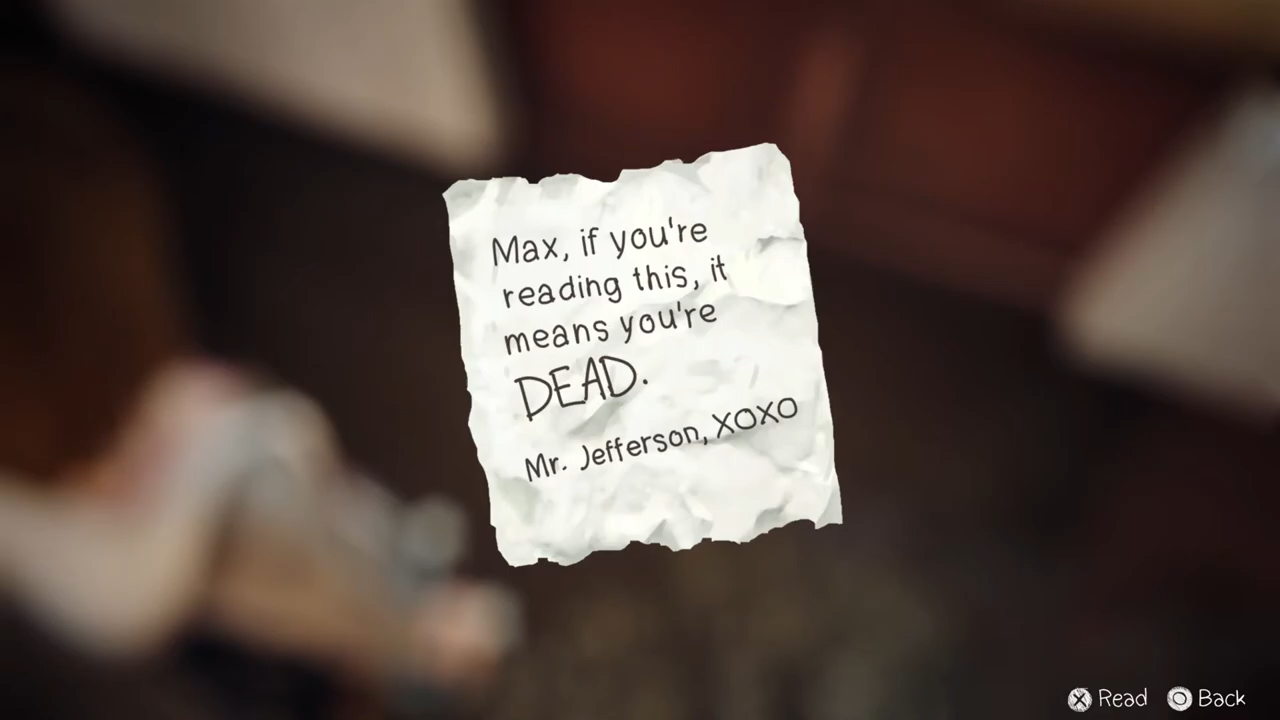 Max, if you're
reading this, it
means you're
DEAD.
Mr. Jefferson, XOXO
Read Back